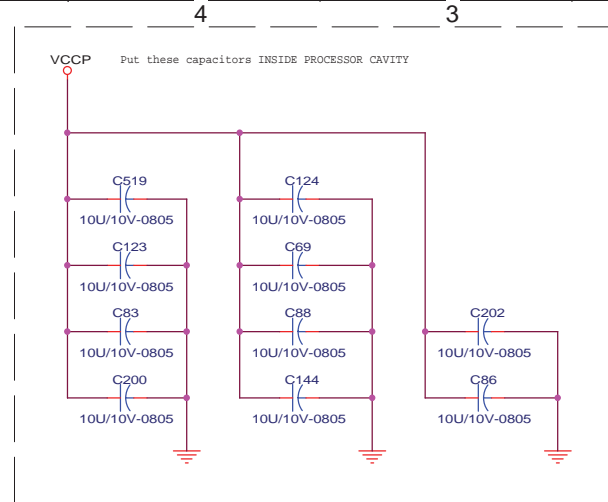 4 3
VCCP Put these capacitors INSIDE PROCESSOR CAVITY
C519 C124
10U/10V-0805 10U/10V-0805
C123 C69
10U/10V-0805 10U/10V-0805
C83 C88 C202
10U/10V-0805 10U/10V-0805 10U/10V-0805
C200 C144 C86
10U/10V-0805 10U/10V-0805 10U/10V-0805